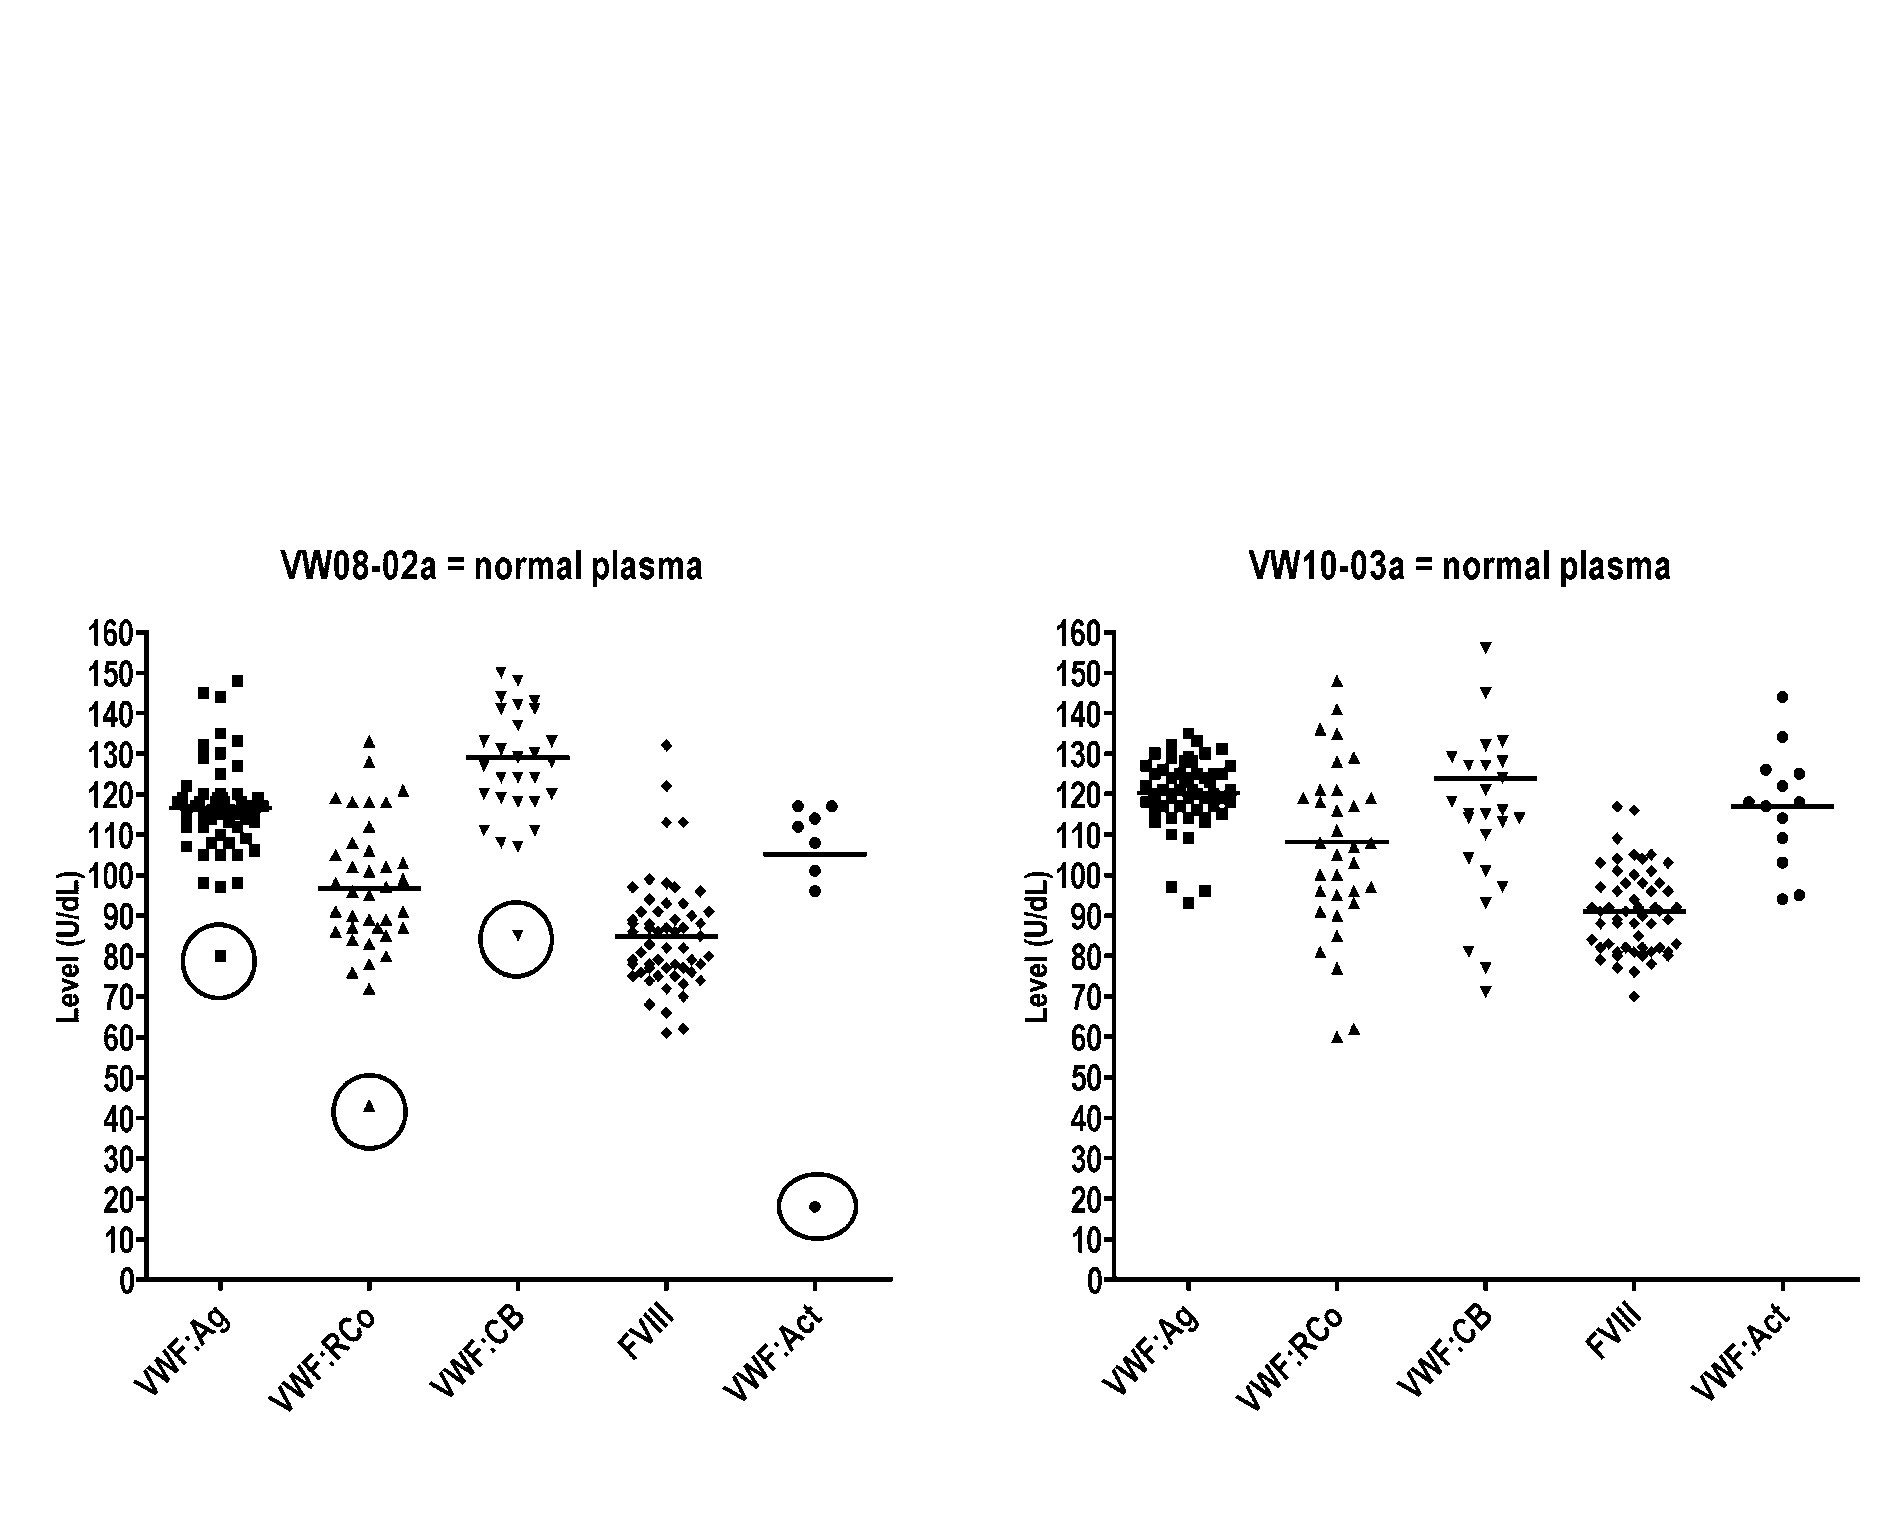 VW08-02a = normal plasma
160
150
140
130
120
110
100
90
80
70
60
50
40
30
20
10
0
Level (U/dL)
VWF:Ag
VWF:RCo
VWF:CB
FVIII
VWF:Act
VW10-03a = normal plasma
160
150
140
130
120
110
100
90
80
70
60
50
40
30
20
10
0
Level (U/dL)
VWF:Ag
VWF:RCo
VWF:CB
FVIII
VWF:Act